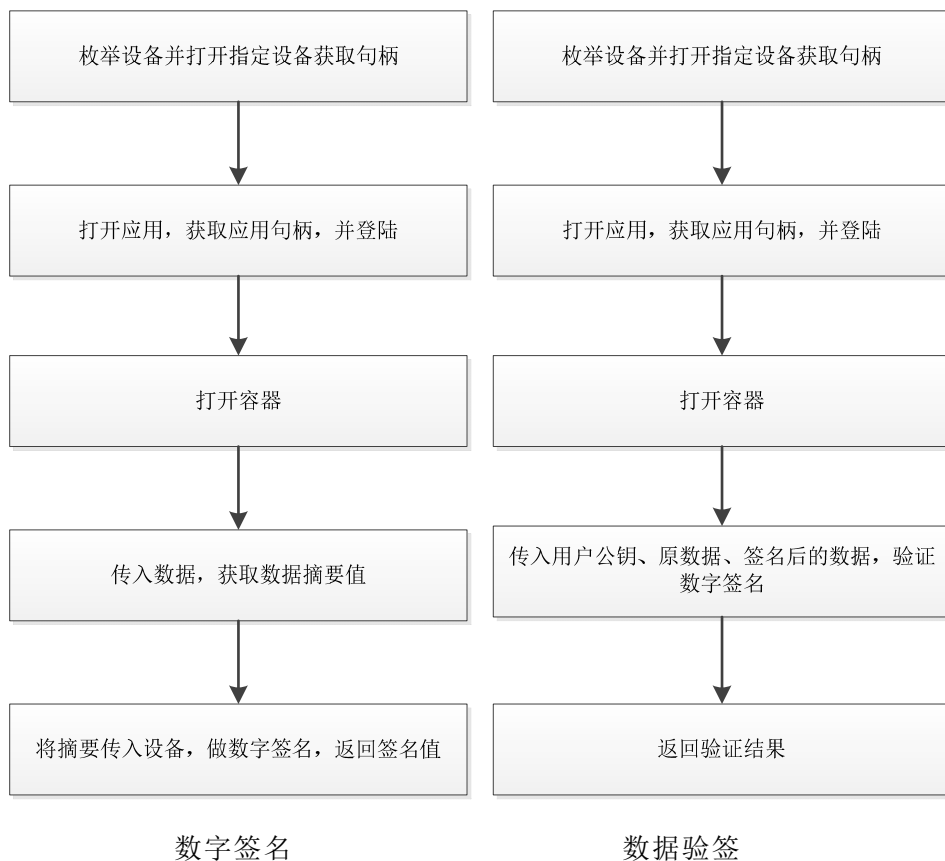 枚举设备并打开指定设备获取句柄
打开应用，获取应用句柄，并登陆
打开容器
传入数据，获取数据摘要值
将摘要传入设备，做数字签名，返回签名值
数字签名
枚举设备并打开指定设备获取句柄
打开应用，获取应用句柄，并登陆
打开容器
传入用户公钥、原数据、签名后的数据，验证
数字签名
返回验证结果
数据验签